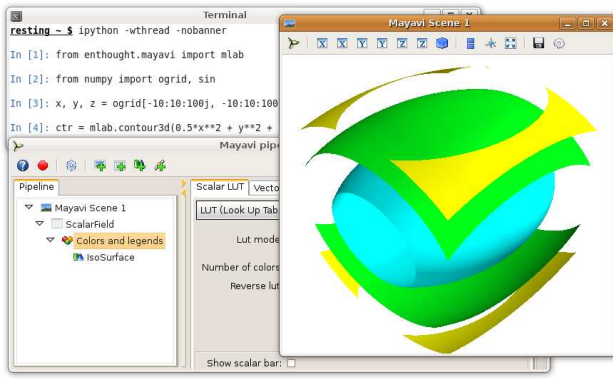 Terminal
resting ~ $ ipython -wthread -nobanner
In [1]: from enthought.mayavi import mlab
In [2]: from numpy import ogrid, sin
In [3]: x, y, z = ogrid[-10:10:100j, -10:10:100
In [4]: ctr = mlab.contour3d(0.5*x**2 + y**2 +
Mayavi Scene 1
X X Y Y Z Z
Mayavi pip
Pipeline
Mayavi Scene 1
ScalarField
Colors and legends
IsoSurface
Scalar LUT
Vecto
LUT (Look Up Tab
Lut mode
Number of colors
Reverse lut
Show scalar bar: